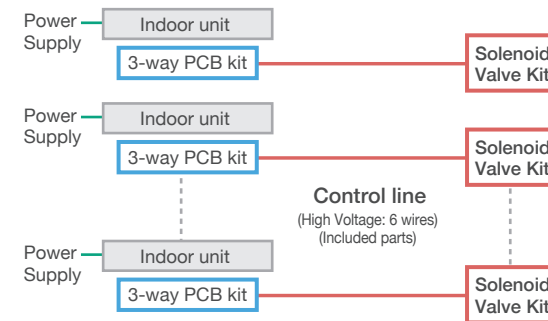 Power
Supply
Indoor unit
3-way PCB kit
Solenoid
Valve Kit
Power
Supply
Indoor unit
3-way PCB kit
Solenoid
Valve Kit
Control line
(High Voltage: 6 wires)
(Included parts)
Power
Supply
Indoor unit
3-way PCB kit
Solenoid
Valve Kit